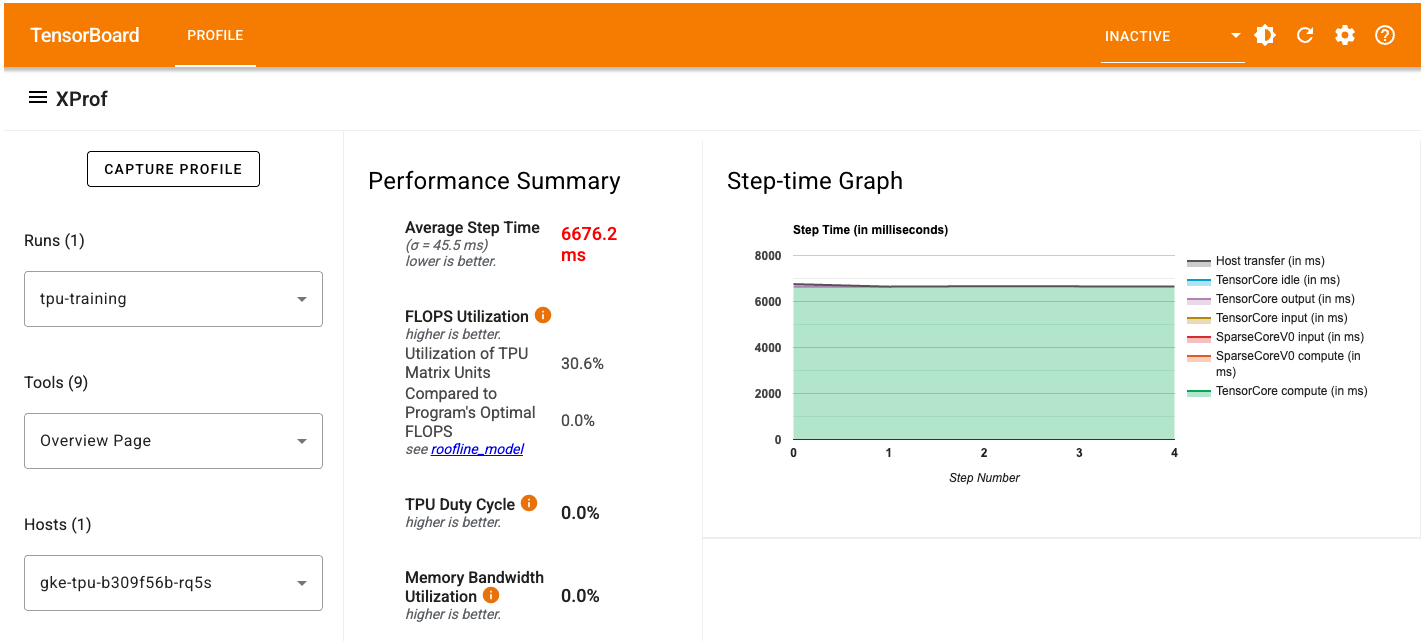 TensorBoard
PROFILE
INACTIVE
XProf
CAPTURE PROFILE
Runs (1)
tpu-training
Tools (9)
Overview Page
Hosts (1)
gke-tpu-b309f56b-rq5s
Performance Summary
Average Step Time
(σ = 45.5 ms)
lower is better.
6676.2
ms
FLOPS Utilization
higher is better.
Utilization of TPU
Matrix Units
30.6%
Compared to
Program's Optimal
FLOPS
0.0%
see roofline_model
TPU Duty Cycle
higher is better.
0.0%
Memory Bandwidth
Utilization
higher is better.
0.0%
Step-time Graph
Step Time (in milliseconds)
8000
6000
4000
2000
0
0 1 2 3 4
Step Number
Host transfer (in ms)
TensorCore idle (in ms)
TensorCore output (in ms)
TensorCore input (in ms)
SparseCoreV0 input (in ms)
SparseCoreV0 compute (in
ms)
TensorCore compute (in ms)